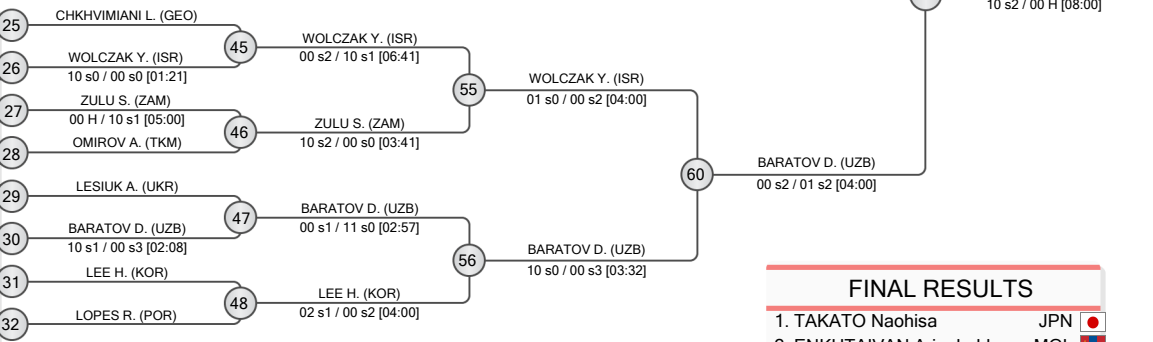 10 s2 / 00 H [08:00]
25
CHKHVIMIANI L. (GEO)
45
WOLCZAK Y. (ISR)
00 s2 / 10 s1 [06:41]
26
WOLCZAK Y. (ISR)
10 s0 / 00 s0 [01:21]
55
WOLCZAK Y. (ISR)
01 s0 / 00 s2 [04:00]
27
ZULU S. (ZAM)
00 H / 10 s1 [05:00]
46
ZULU S. (ZAM)
10 s2 / 00 s0 [03:41]
28
OMIROV A. (TKM)
60
BARATOV D. (UZB)
00 s2 / 01 s2 [04:00]
29
LESIUK A. (UKR)
47
BARATOV D. (UZB)
00 s1 / 11 s0 [02:57]
30
BARATOV D. (UZB)
10 s1 / 00 s3 [02:08]
56
BARATOV D. (UZB)
10 s0 / 00 s3 [03:32]
31
LEE H. (KOR)
48
LEE H. (KOR)
02 s1 / 00 s2 [04:00]
32
LOPES R. (POR)
FINAL RESULTS
1. TAKATO Naohisa JPN